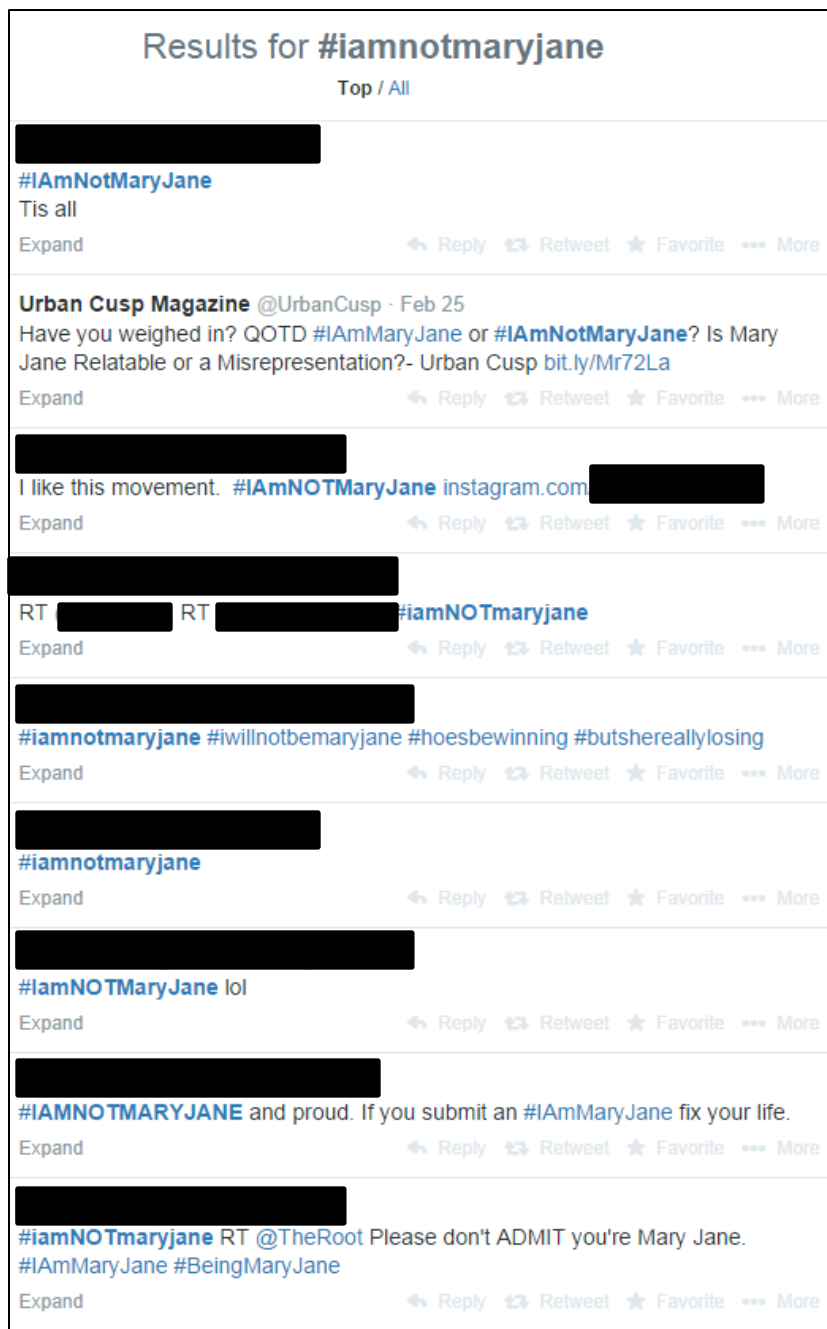 Results for #iamnotmaryjane
Top / All
#IAmNotMaryJane
Tis all
Expand Reply Retweet Favorite More
Urban Cusp Magazine @UrbanCusp · Feb 25
Have you weighed in? QOTD #IAmMaryJane or #IAmNotMaryJane? Is Mary
Jane Relatable or a Misrepresentation?- Urban Cusp bit.ly/Mr72La
Expand Reply Retweet Favorite More
I like this movement. #IAmNOTMaryJane instagram.com
Expand Reply Retweet Favorite More
RT RT #iamNOTmaryjane
Expand Reply Retweet Favorite More
#iamnotmaryjane #iwillnotbemaryjane #hoesbewinning #butshereallylosing
Expand Reply Retweet Favorite More
#iamnotmaryjane
Expand Reply Retweet Favorite More
#IamNOTMaryJane lol
Expand Reply Retweet Favorite More
#IAMNOTMARYJANE and proud. If you submit an #IAmMaryJane fix your life.
Expand Reply Retweet Favorite More
#iamNOTmaryjane RT @TheRoot Please don't ADMIT you're Mary Jane.
#IAmMaryJane #BeingMaryJane
Expand Reply Retweet Favorite More